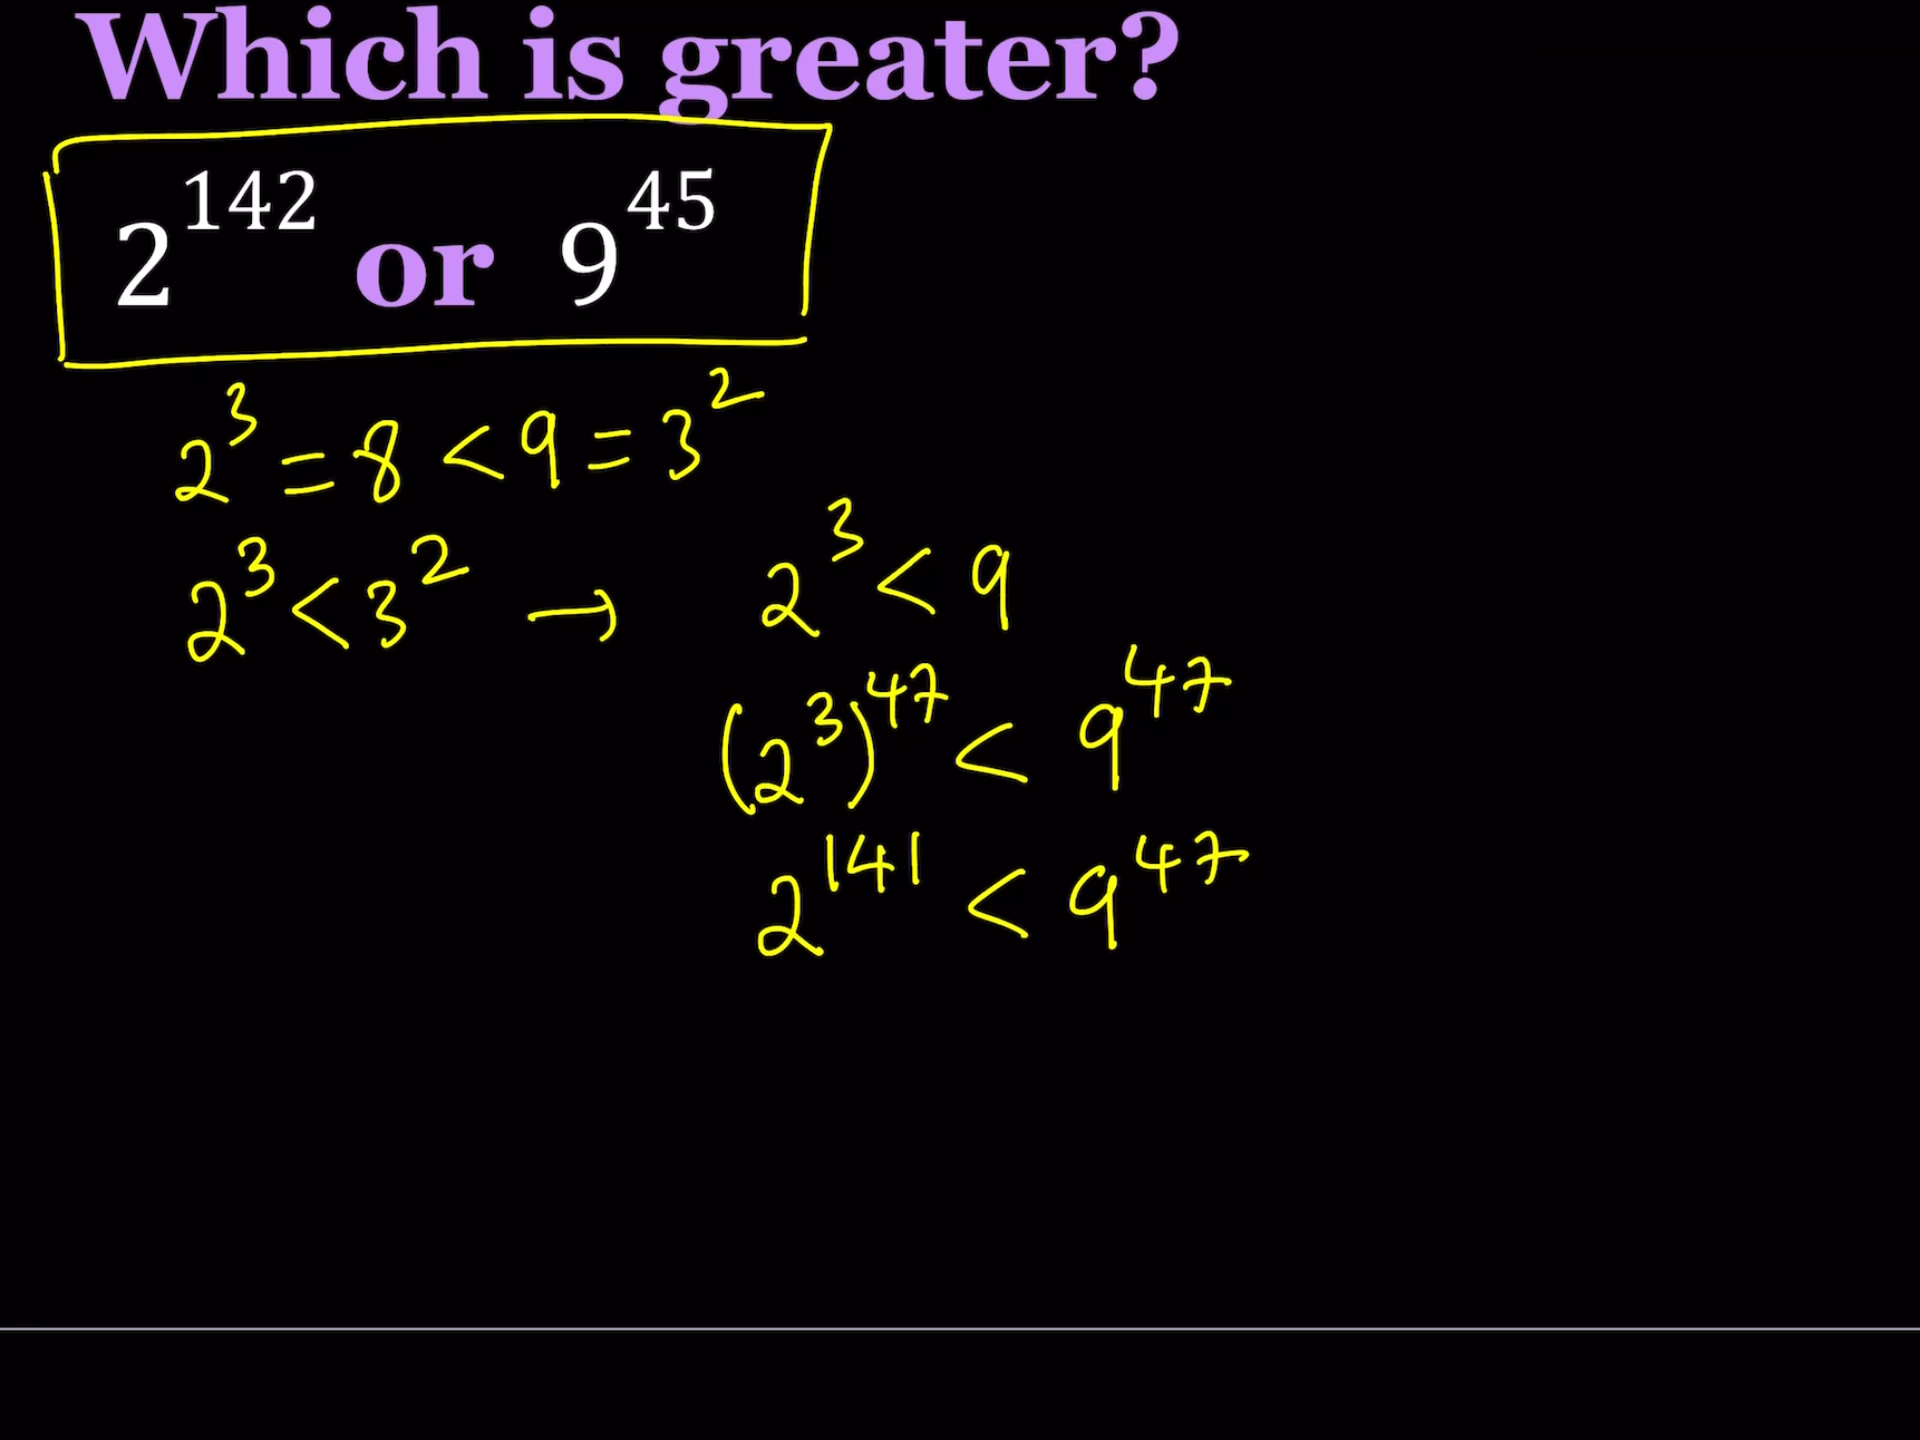 Which is greater?
2^142 or 9^45
2^3 = 8 < 9 = 3^2
2^3 < 3^2 → 2^3 < 9
(2^3)^47 < 9^47
2^141 < 9^47